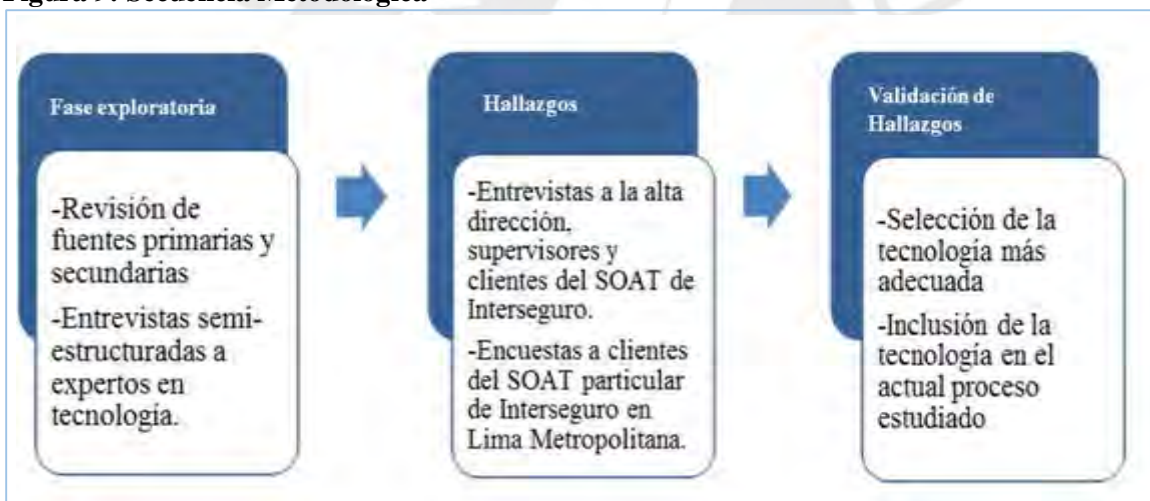 Figura 9: Secuencia Metodológica
Fase exploratoria
-Revisión de
fuentes primarias y
secundarias
-Entrevistas semi-
estructuradas a
expertos en
tecnología.
Hallazgos
-Entrevistas a la alta
dirección,
supervisores y
clientes del SOAT de
Interseguro.
-Encuestas a clientes
del SOAT particular
de Interseguro en
Lima Metropolitana.
Validación de
Hallazgos
-Selección de la
tecnología más
adecuada
-Inclusión de la
tecnología en el
actual proceso
estudiado